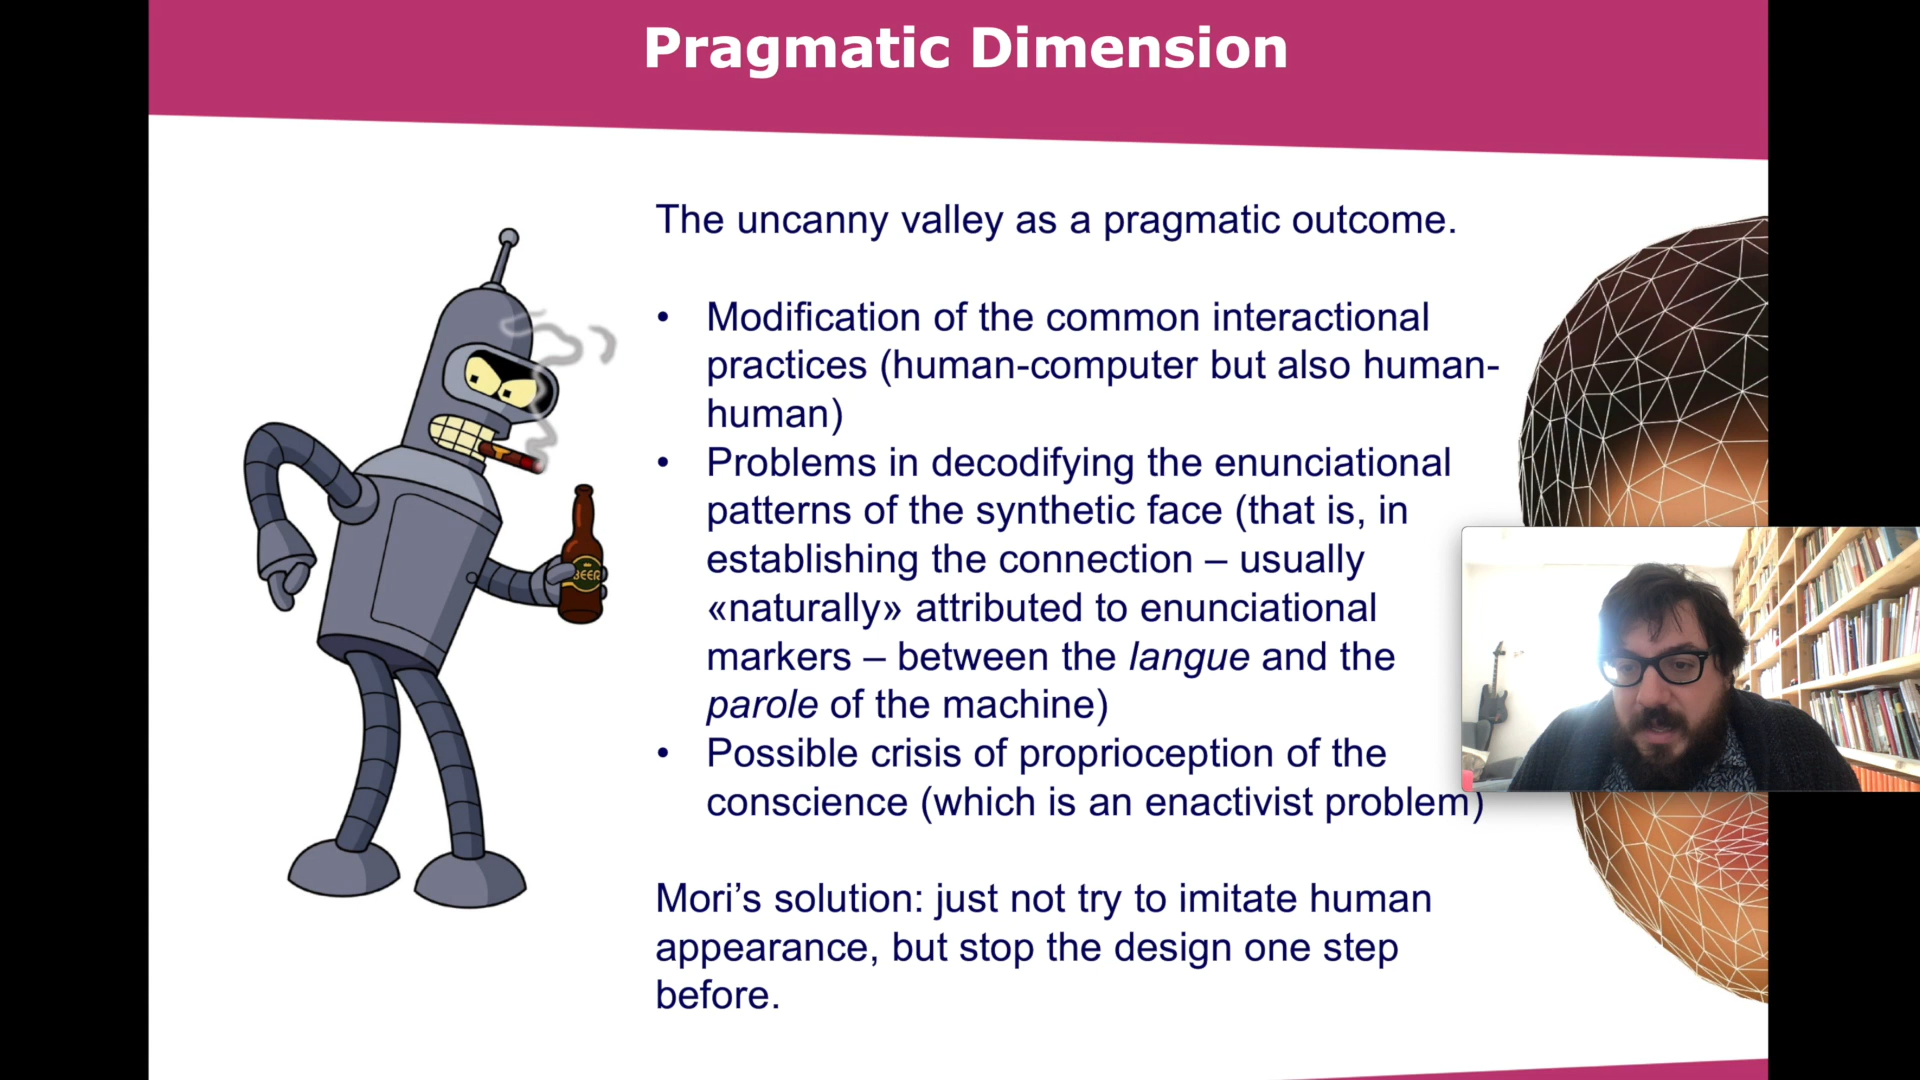 Pragmatic Dimension
The uncanny valley as a pragmatic outcome.
• Modification of the common interactional
practices (human-computer but also human-
human)
• Problems in decodifying the enunciational
patterns of the synthetic face (that is, in
establishing the connection – usually
«naturally» attributed to enunciational
markers – between the langue and the
parole of the machine)
• Possible crisis of proprioception of the
conscience (which is an enactivist problem)
Mori’s solution: just not try to imitate human
appearance, but stop the design one step
before.
BEER